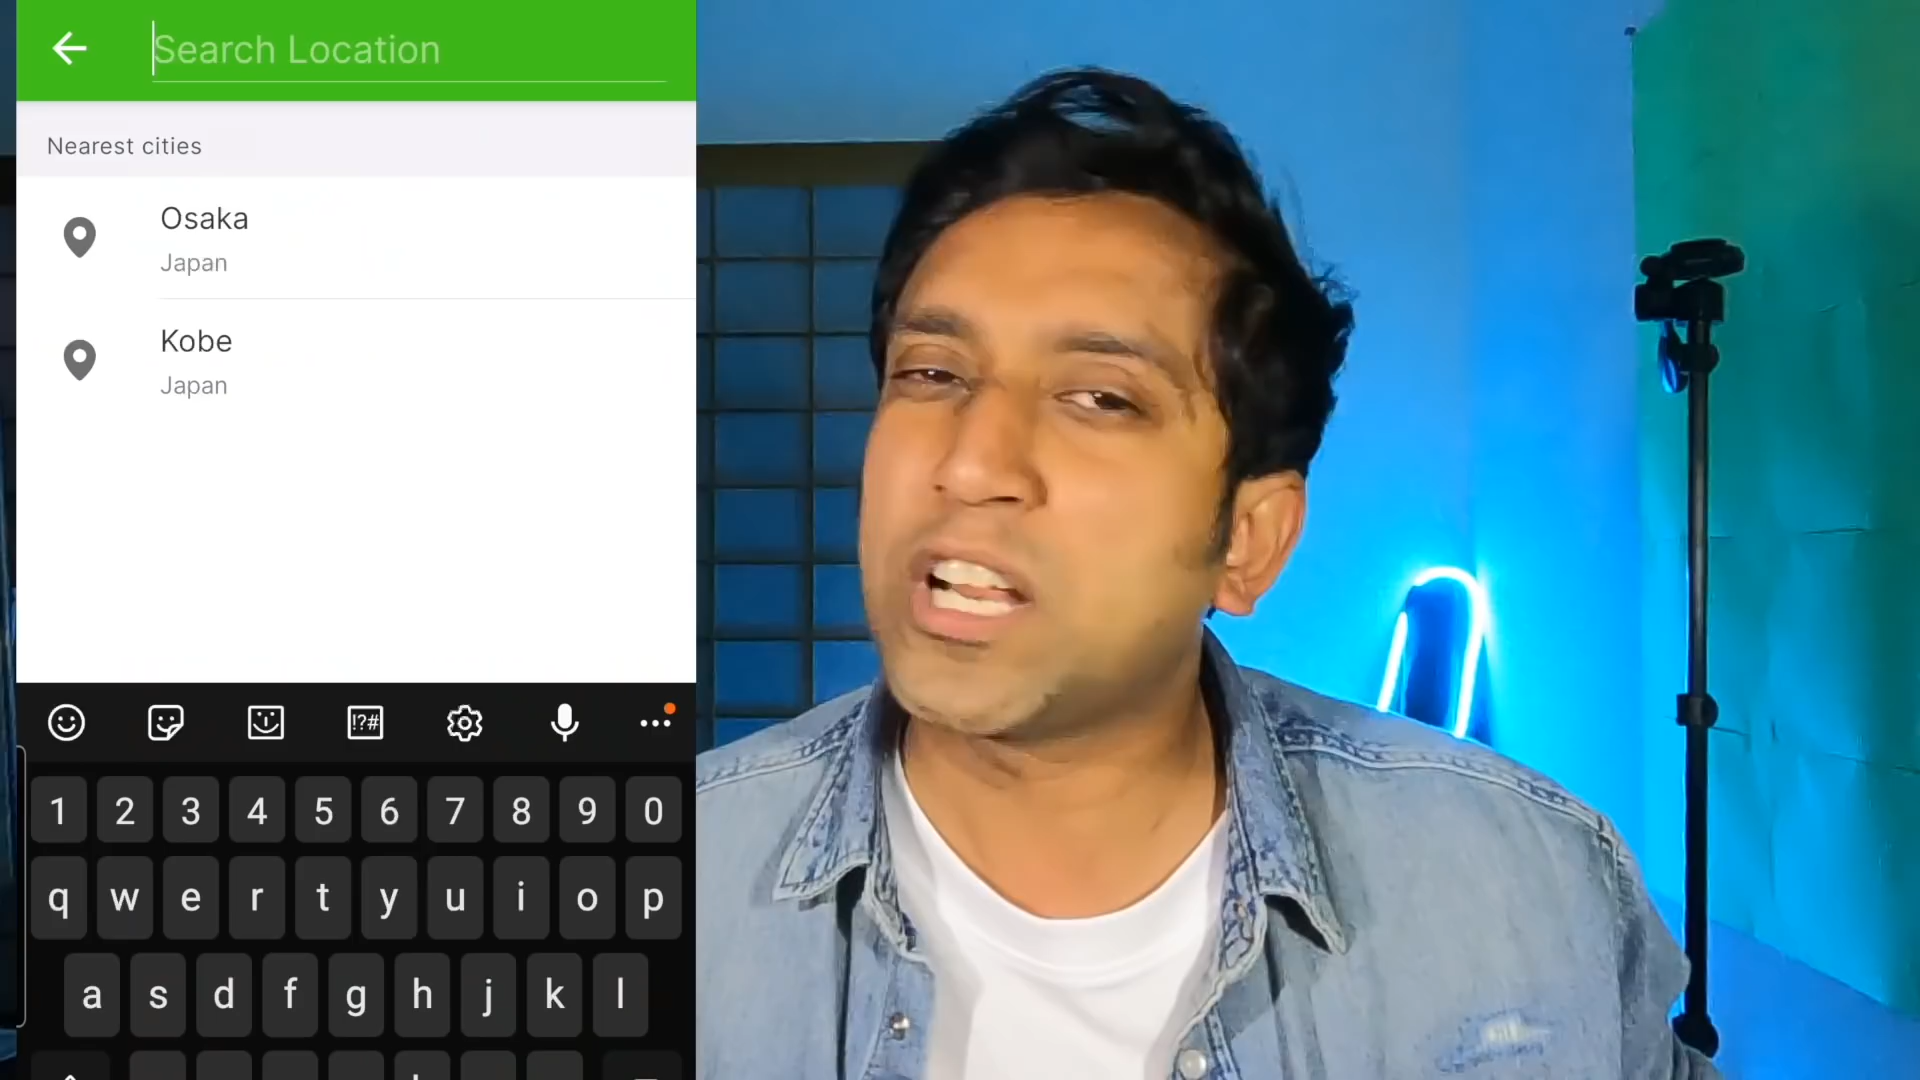 Search Location
Nearest cities
Osaka
Japan
Kobe
Japan
!?#
1 2 3 4 5 6 7 8 9 0
q w e r t y u i o p
a s d f g h j k l